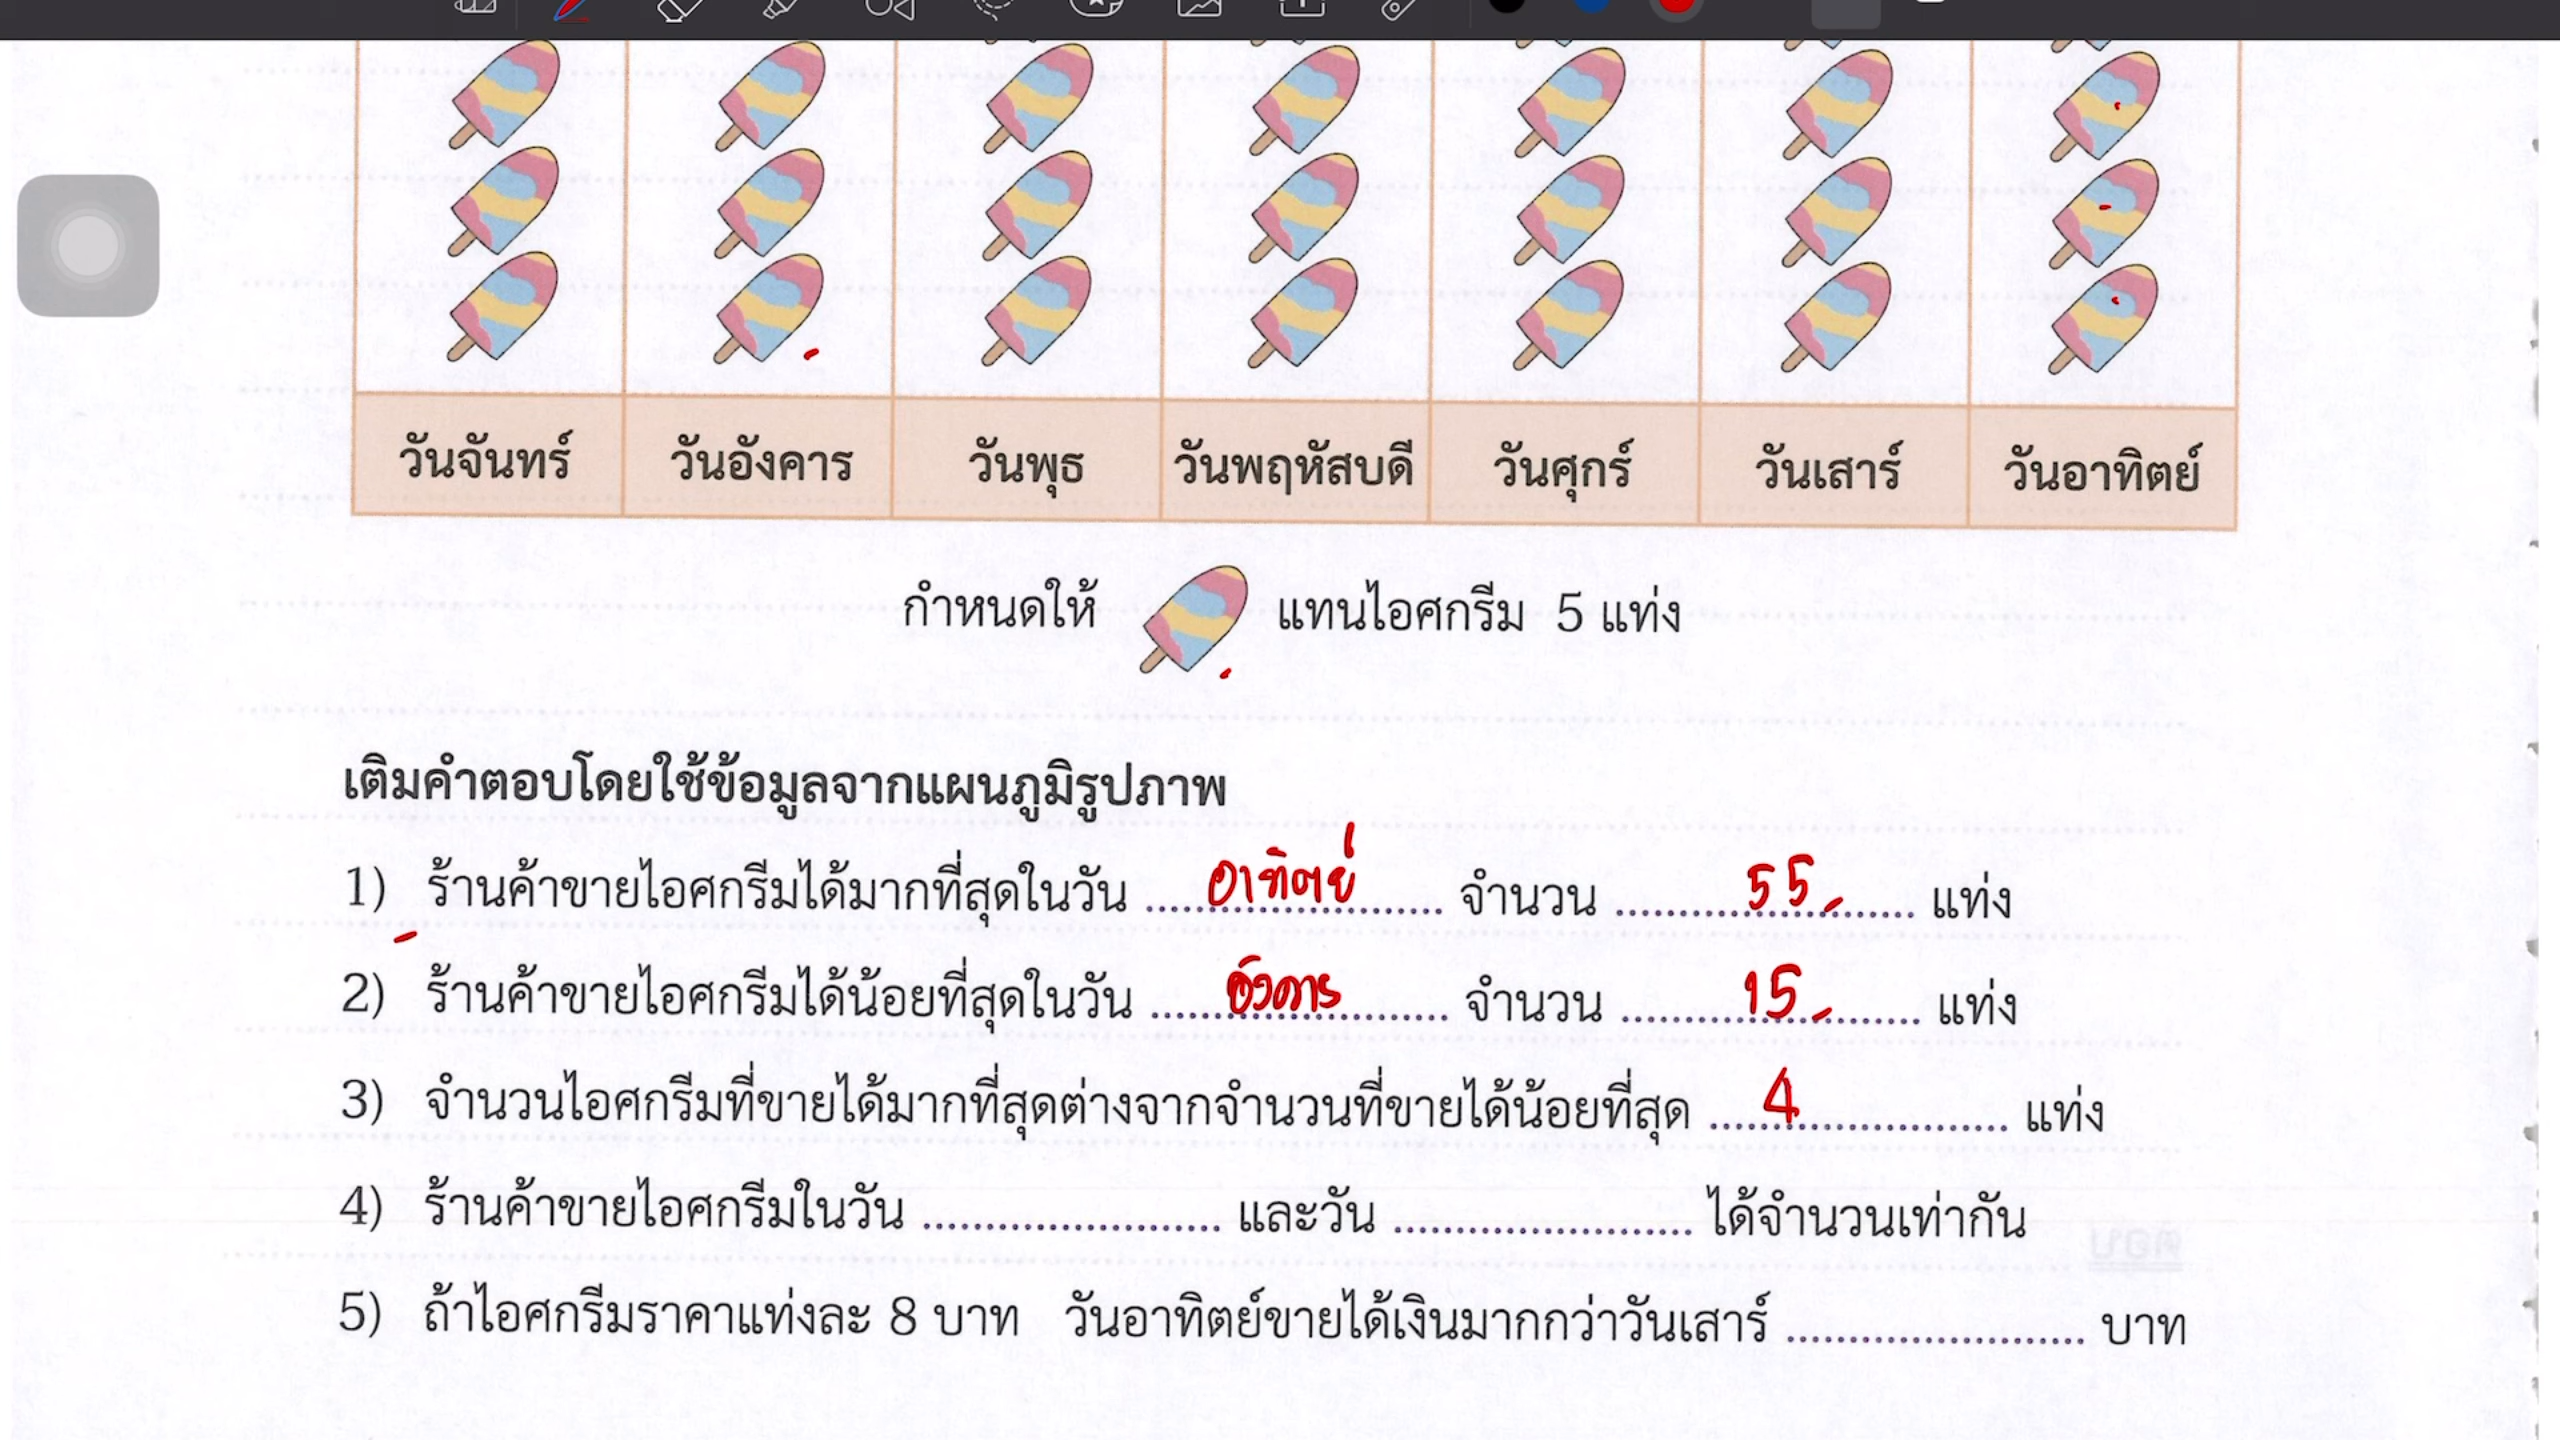 วันจันทร์ วันอังคาร วันพุธ วันพฤหัสบดี วันศุกร์ วันเสาร์ วันอาทิตย์
กำหนดให้ แทนไอศกรีม 5 แท่ง
เติมคำตอบโดยใช้ข้อมูลจากแผนภูมิรูปภาพ
1) ร้านค้าขายไอศกรีมได้มากที่สุดในวัน อาทิตย์ จำนวน 55 แท่ง
2) ร้านค้าขายไอศกรีมได้น้อยที่สุดในวัน อังคาร จำนวน 15 แท่ง
3) จำนวนไอศกรีมที่ขายได้มากที่สุดต่างจากจำนวนที่ขายได้น้อยที่สุด 4 แท่ง
4) ร้านค้าขายไอศกรีมในวัน ........................ และวัน ........................ ได้จำนวนเท่ากัน
5) ถ้าไอศกรีมราคาแท่งละ 8 บาท วันอาทิตย์ขายได้เงินมากกว่าวันเสาร์ ........................ บาท